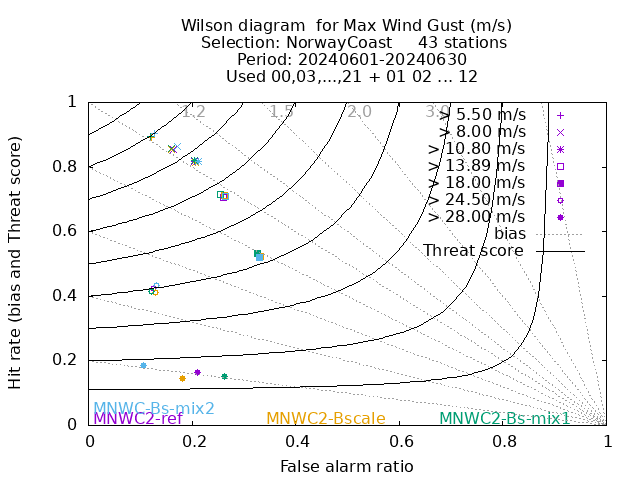 Wilson diagram  for Max Wind Gust (m/s)
Selection: NorwayCoast     43 stations
Period: 20240601-20240630
Used 00,03,...,21 + 01 02 ... 12
1.2 1.5 2.0 3.0
> 5.50 m/s
> 8.00 m/s
> 10.80 m/s
> 13.89 m/s
> 18.00 m/s
> 24.50 m/s
> 28.00 m/s
bias
Threat score
Hit rate (bias and Threat score)
1
0.8
0.6
0.4
0.2
0
MNWC-Bs-mix2
MNWC2-ref MNWC2-Bscale MNWC2-Bs-mix1
0 0.2 0.4 0.6 0.8 1
False alarm ratio